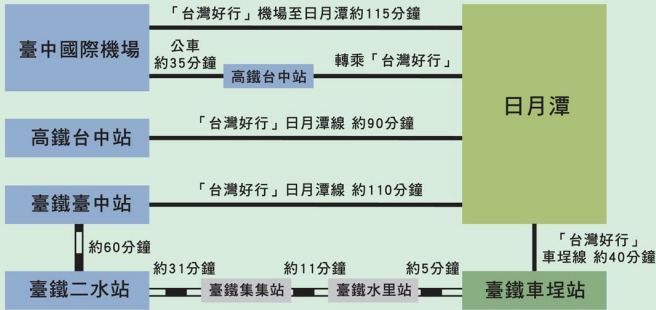 「台灣好行」機場至日月潭約115分鐘
臺中國際機場
公車
約35分鐘
高鐵台中站
轉乘「台灣好行」
日月潭
高鐵台中站
「台灣好行」日月潭線 約90分鐘
臺鐵臺中站
「台灣好行」日月潭線 約110分鐘
約60分鐘
「台灣好行」
車埕線 約40分鐘
臺鐵二水站
約31分鐘
臺鐵集集站
約11分鐘
臺鐵水里站
約5分鐘
臺鐵車埕站